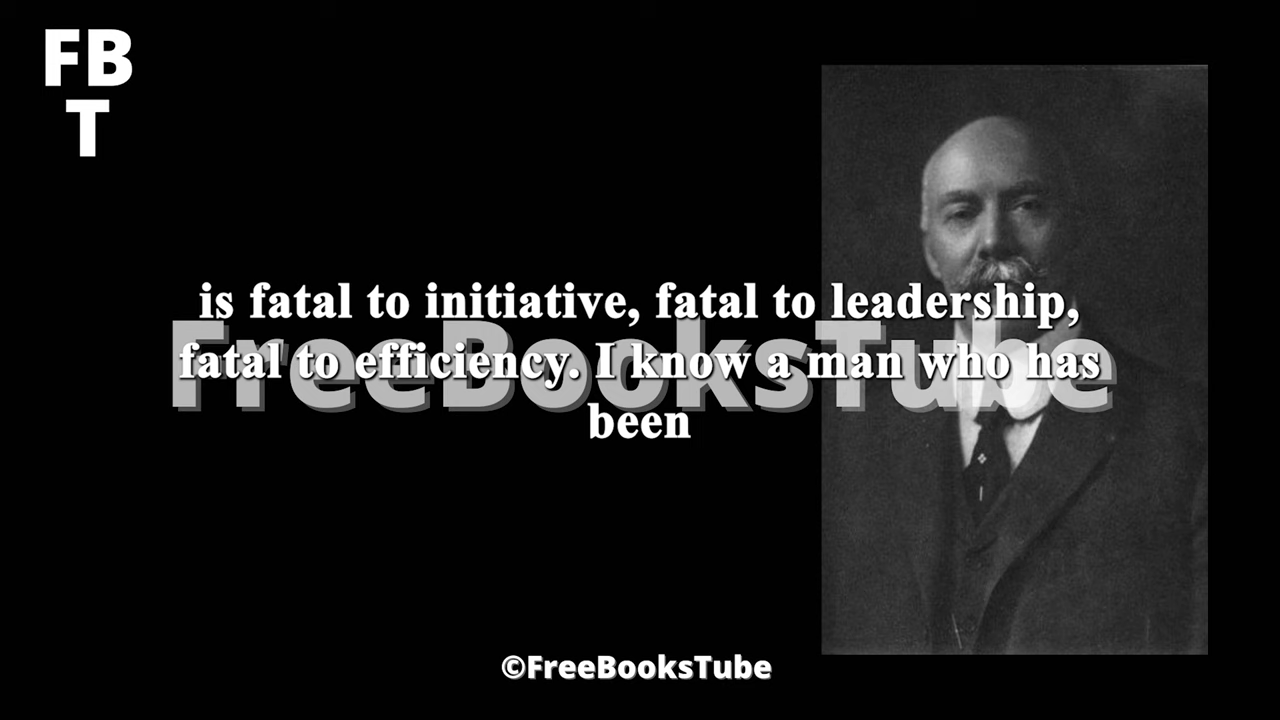 FB
T
is fatal to initiative, fatal to leadership,
FreeBooksTube
fatal to efficiency. I know a man who has
been
©FreeBooksTube